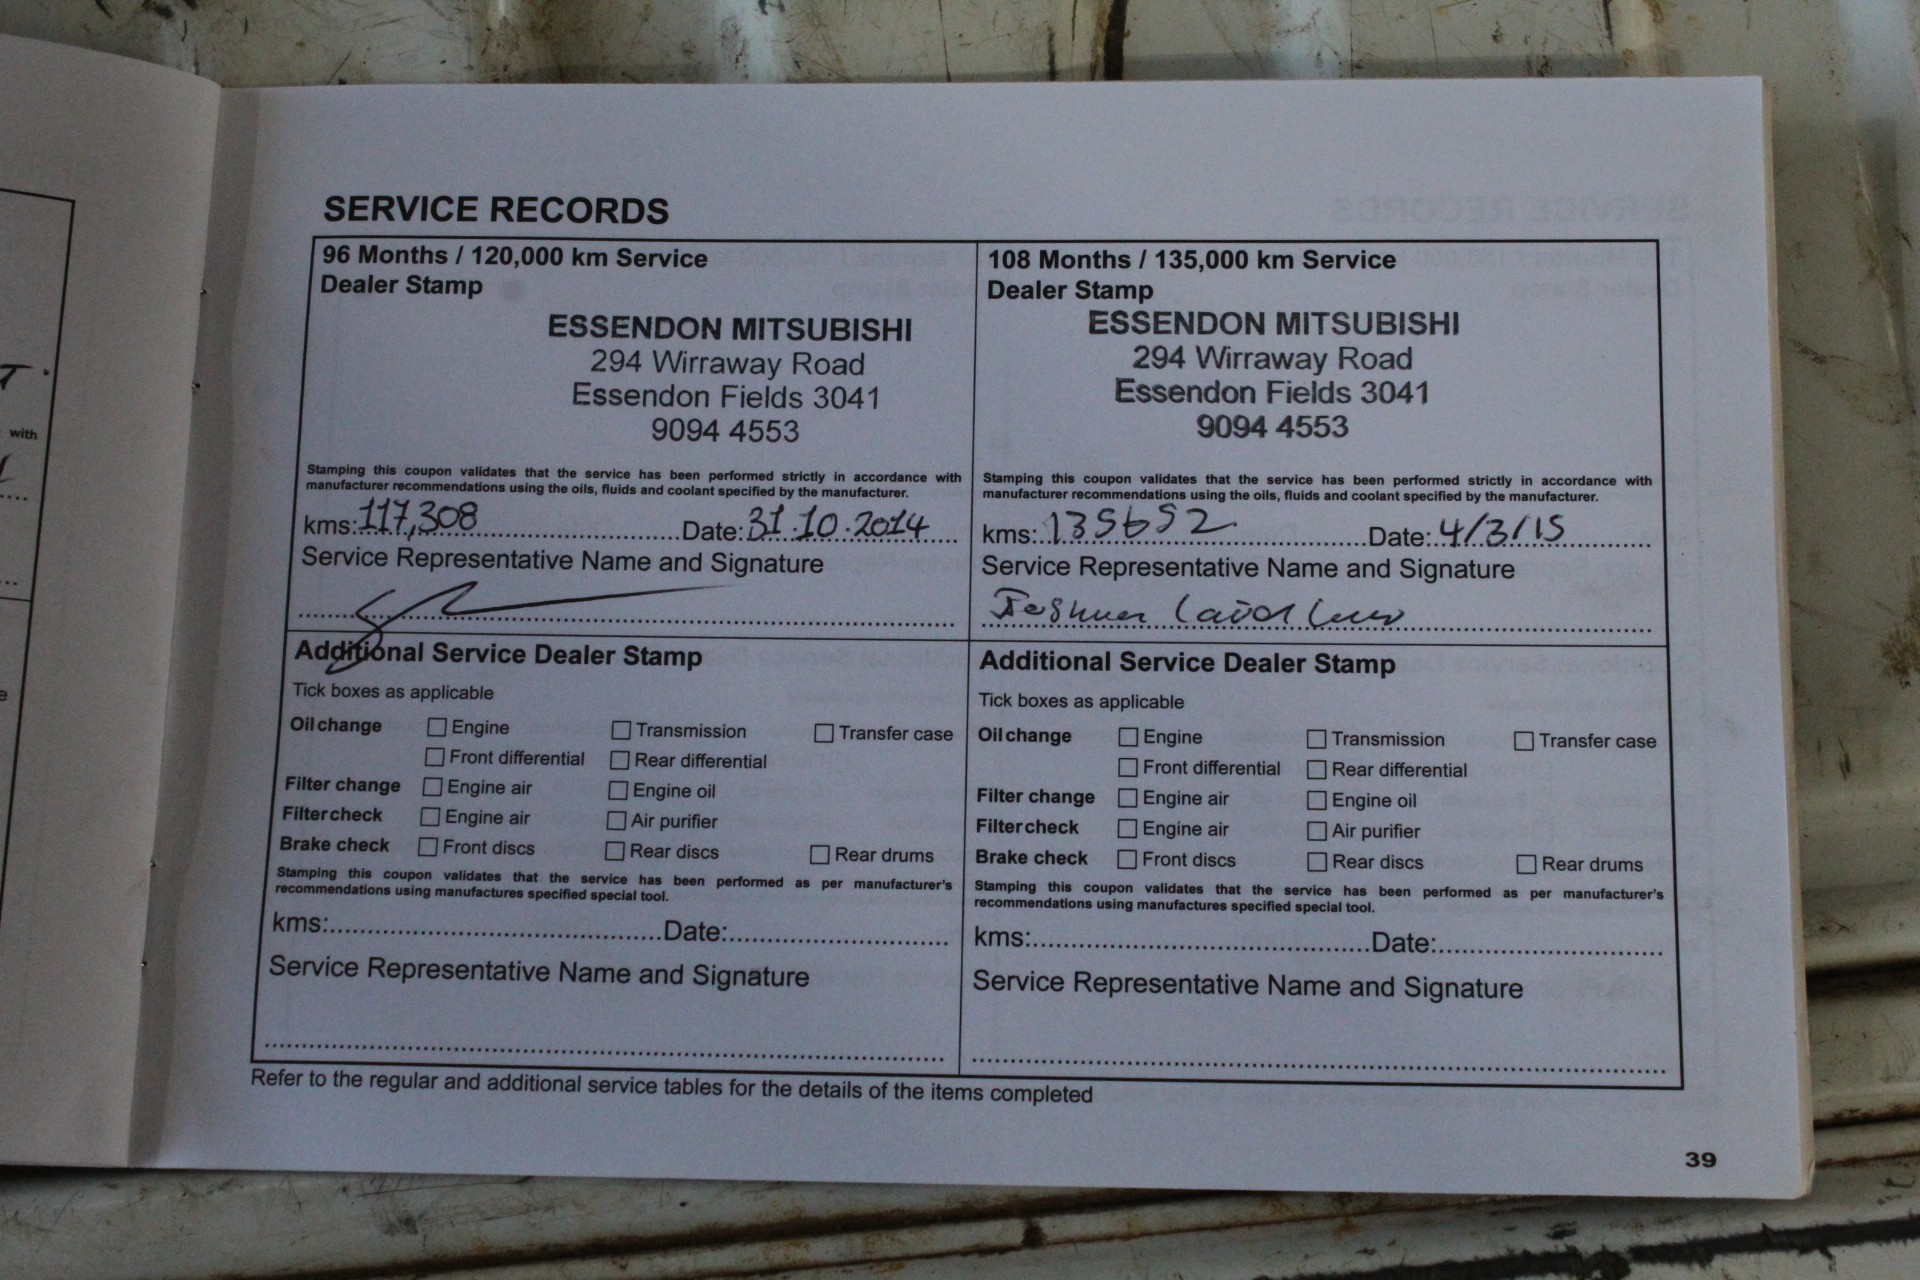 SERVICE RECORDS
96 Months / 120,000 km Service
Dealer Stamp
ESSENDON MITSUBISHI
294 Wirraway Road
Essendon Fields 3041
9094 4553
Stamping this coupon validates that the service has been performed strictly in accordance with
manufacturer recommendations using the oils, fluids and coolant specified by the manufacturer.
kms: 117,308 Date: 31.10.2014
Service Representative Name and Signature
Additional Service Dealer Stamp
Tick boxes as applicable
Oil change Engine Transmission Transfer case
Front differential Rear differential
Filter change Engine air Engine oil
Filter check Engine air Air purifier
Brake check Front discs Rear discs Rear drums
Stamping this coupon validates that the service has been performed as per manufacturer's
recommendations using manufactures specified special tool.
kms: Date:
Service Representative Name and Signature
108 Months / 135,000 km Service
Dealer Stamp
ESSENDON MITSUBISHI
294 Wirraway Road
Essendon Fields 3041
9094 4553
Stamping this coupon validates that the service has been performed strictly in accordance with
manufacturer recommendations using the oils, fluids and coolant specified by the manufacturer.
kms: 135652 Date: 4/3/15
Service Representative Name and Signature
Additional Service Dealer Stamp
Tick boxes as applicable
Oil change Engine Transmission Transfer case
Front differential Rear differential
Filter change Engine air Engine oil
Filter check Engine air Air purifier
Brake check Front discs Rear discs Rear drums
Stamping this coupon validates that the service has been performed as per manufacturer's
recommendations using manufactures specified special tool.
kms: Date:
Service Representative Name and Signature
Refer to the regular and additional service tables for the details of the items completed
39
with